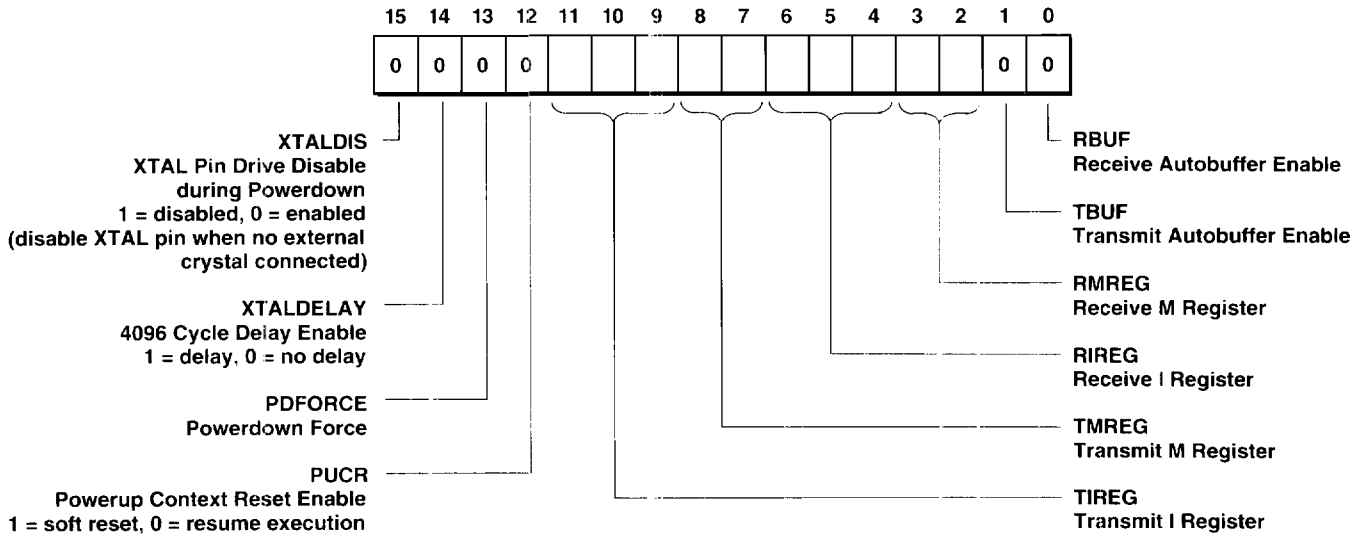 15 14 13 12 11 10 9 8 7 6 5 4 3 2 1 0
0 0 0 0 0 0
XTALDIS
XTAL Pin Drive Disable
during Powerdown
1 = disabled, 0 = enabled
(disable XTAL pin when no external
crystal connected)
XTALDELAY
4096 Cycle Delay Enable
1 = delay, 0 = no delay
PDFORCE
Powerdown Force
PUCR
Powerup Context Reset Enable
1 = soft reset, 0 = resume execution
RBUF
Receive Autobuffer Enable
TBUF
Transmit Autobuffer Enable
RMREG
Receive M Register
RIREG
Receive I Register
TMREG
Transmit M Register
TIREG
Transmit I Register